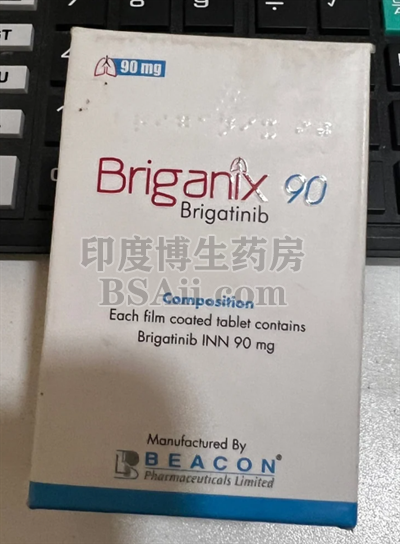 90 mg
Briganix 90
Brigatinib
印度博生药房
BSAii.com
Composition
Each film coated tablet contains
Brigatinib INN 90 mg
Manufactured By
BEACON®
Pharmaceuticals Limited